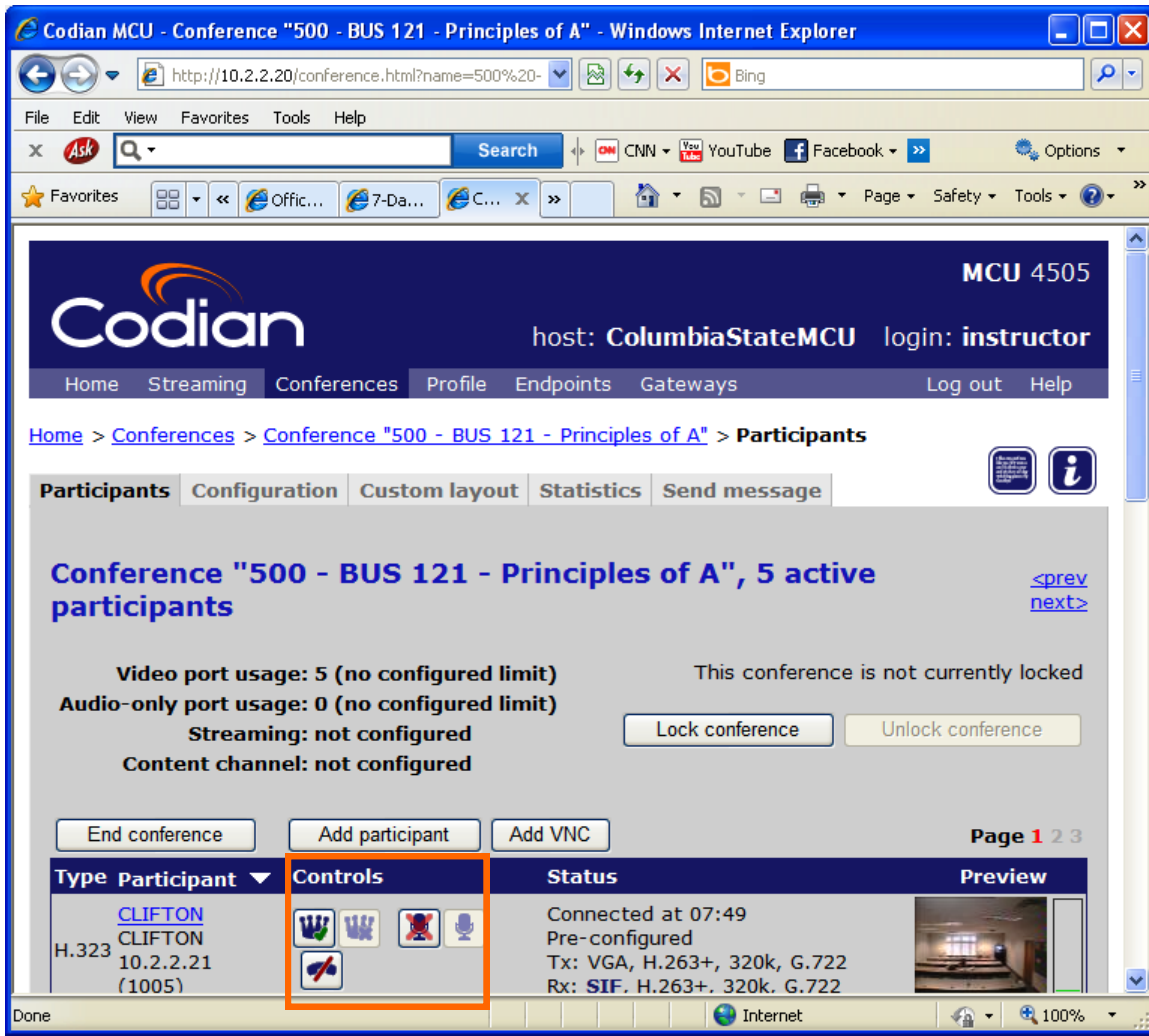 Codian MCU - Conference "500 - BUS 121 - Principles of A" - Windows Internet Explorer
http://10.2.2.20/conference.html?name=500%20-
Bing
File Edit View Favorites Tools Help
x Ask Search CNN You Tube YouTube Facebook Options
Favorites Offic... 7-Da... C... X Page Safety Tools
MCU 4505
Codian
host: ColumbiaStateMCU login: instructor
Home Streaming Conferences Profile Endpoints Gateways Log out Help
Home > Conferences > Conference "500 - BUS 121 - Principles of A" > Participants
Participants Configuration Custom layout Statistics Send message
Conference "500 - BUS 121 - Principles of A", 5 active
participants
<prev
next>
Video port usage: 5 (no configured limit)
Audio-only port usage: 0 (no configured limit)
Streaming: not configured
Content channel: not configured
This conference is not currently locked
Lock conference Unlock conference
End conference Add participant Add VNC Page 1 2 3
Type Participant Controls Status Preview
H.323
CLIFTON
CLIFTON
10.2.2.21
(1005)
Connected at 07:49
Pre-configured
Tx: VGA, H.263+, 320k, G.722
Rx: SIF, H.263+, 320k, G.722
Done Internet 100%